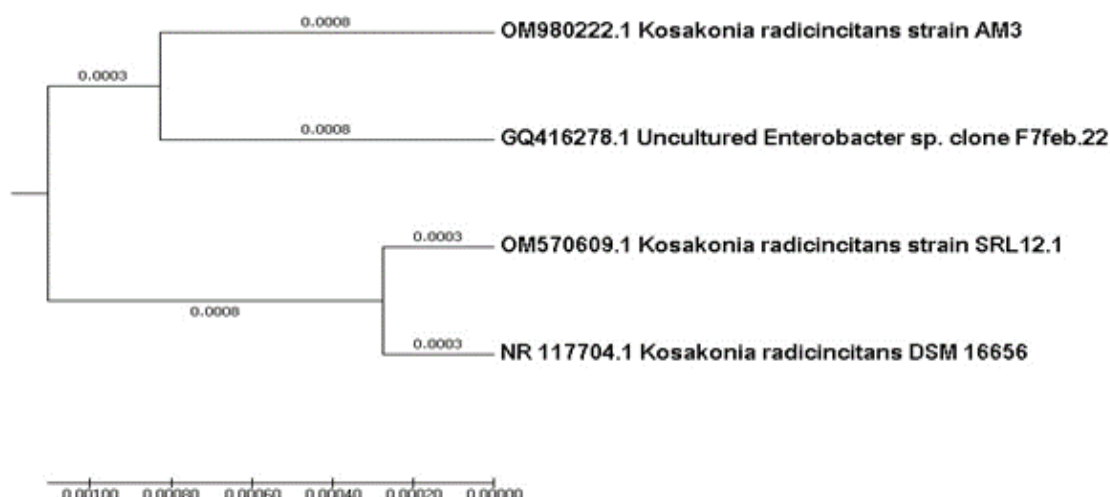 0.0008
OM980222.1 Kosakonia radicincitans strain AM3
0.0003
0.0008
GQ416278.1 Uncultured Enterobacter sp. clone F7feb.22
0.0003
OM570609.1 Kosakonia radicincitans strain SRL12.1
0.0008
0.0003
NR 117704.1 Kosakonia radicincitans DSM 16656
0.00100 0.00080 0.00060 0.00040 0.00020 0.00000